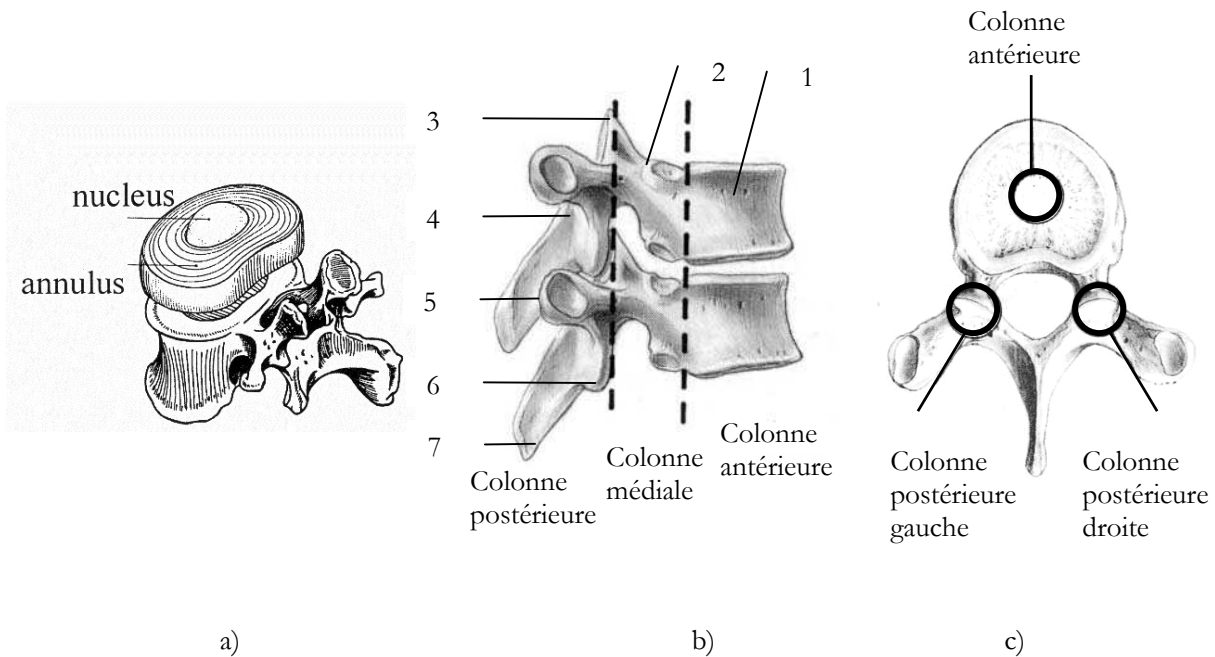 nucleus
annulus
a)
1
2
3
4
5
6
7
Colonne
postérieure
Colonne
médiale
Colonne
antérieure
b)
Colonne
antérieure
Colonne
postérieure
gauche
Colonne
postérieure
droite
c)